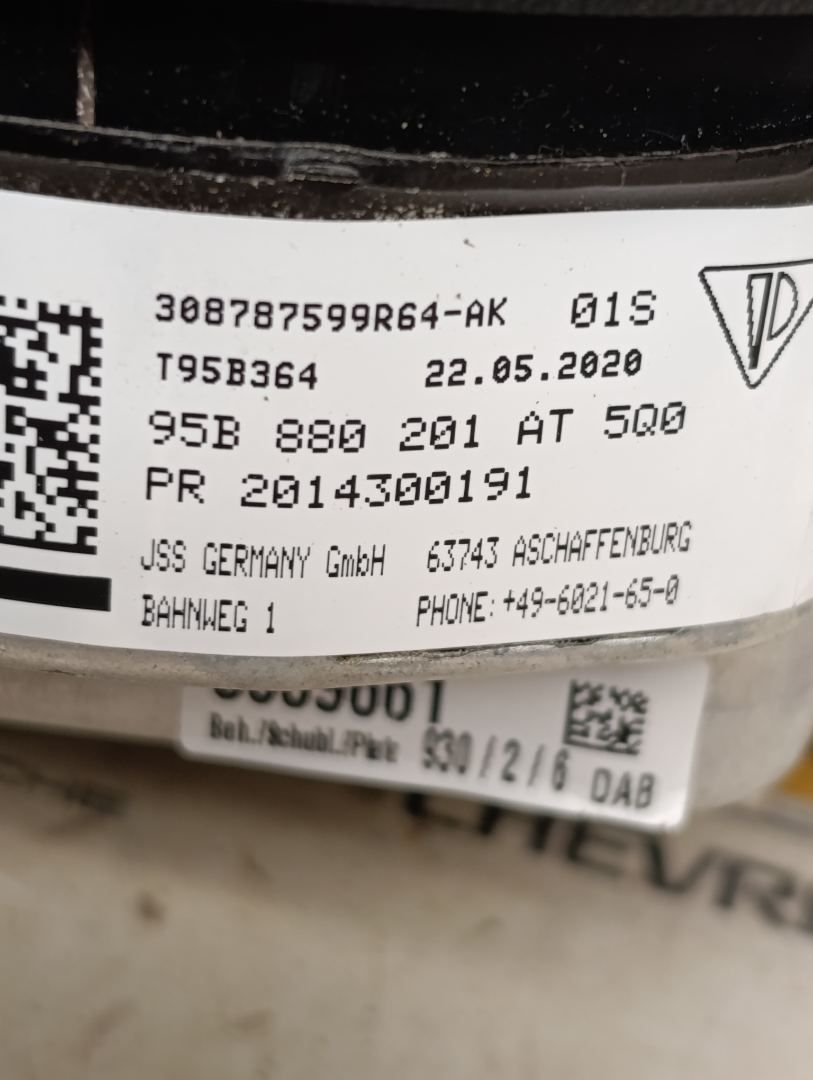 308787599R64-AK 01S
T95B364 22.05.2020
95B 880 201 AT 5Q0
PR 2014300191
JSS GERMANY GmbH 63743 ASCHAFFENBURG
BAHNWEG 1 PHONE: +49-6021-65-0
Beh./Schubl./Platz 930/2/6 DAB